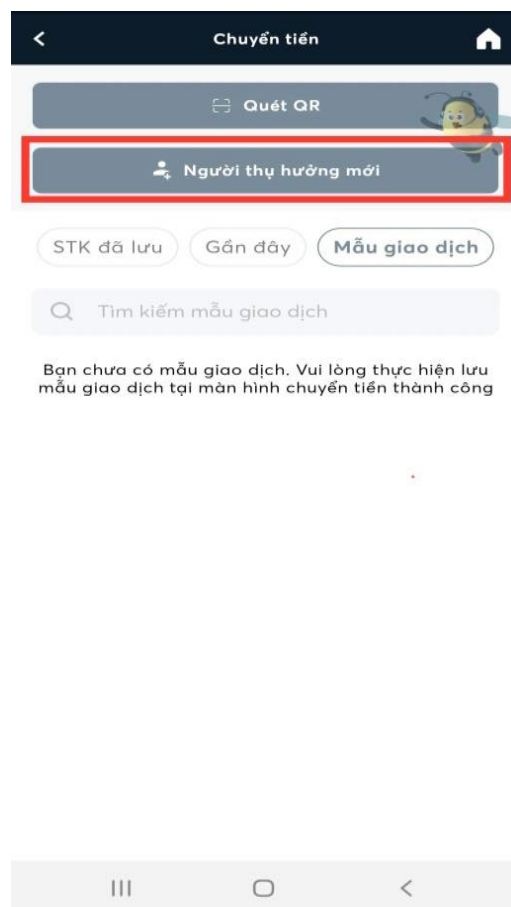 Chuyển tiền
Quét QR
Người thụ hưởng mới
STK đã lưu
Gần đây
Mẫu giao dịch
Tìm kiếm mẫu giao dịch
Bạn chưa có mẫu giao dịch. Vui lòng thực hiện lưu
mẫu giao dịch tại màn hình chuyển tiền thành công